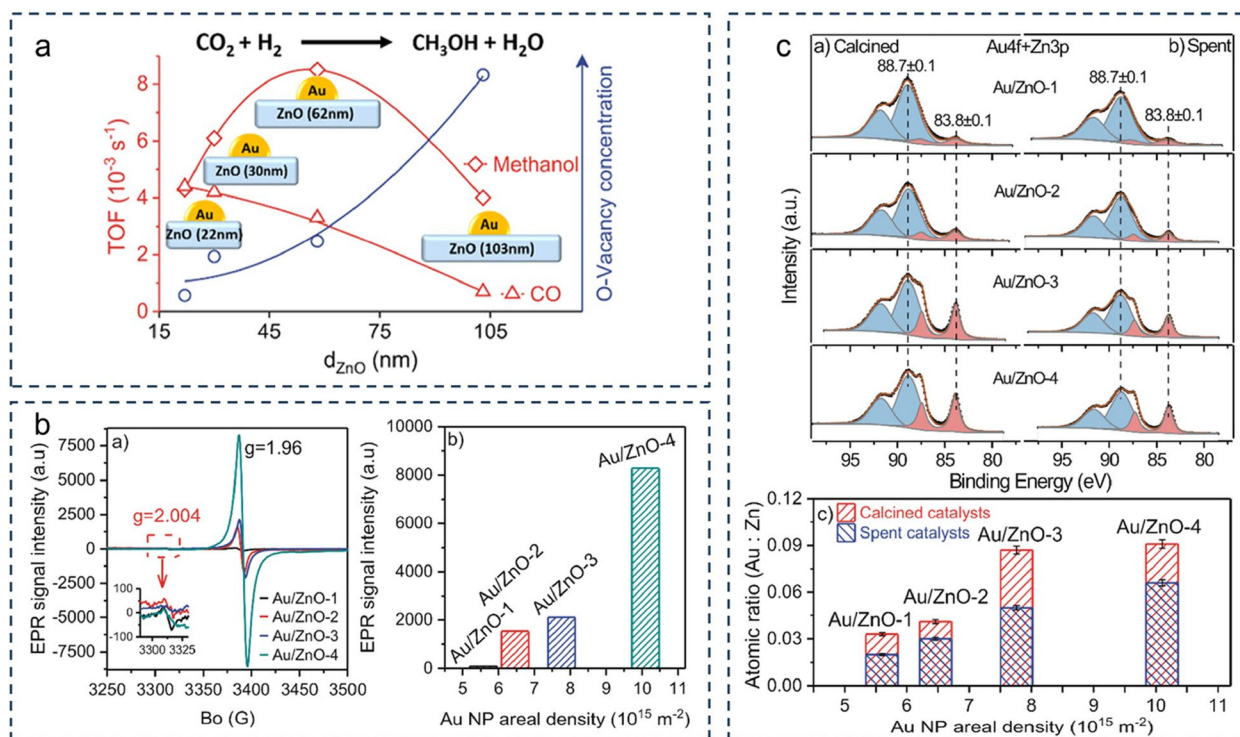 a
CO₂ + H₂ → CH₃OH + H₂O
TOF (10⁻³ s⁻¹)
8
6
4
2
0
Au
ZnO (62nm)
Au
ZnO (30nm)
Au
ZnO (22nm)
Au
ZnO (103nm)
Methanol
CO
O-Vacancy concentration
15 45 75 105
d_ZnO (nm)
b
a)
EPR signal intensity (a.u)
7500
5000
2500
0
-2500
-5000
-7500
g=1.96
g=2.004
100
0
-100
3300 3325
Au/ZnO-1
Au/ZnO-2
Au/ZnO-3
Au/ZnO-4
3250 3300 3350 3400 3450 3500
Bo (G)
b)
EPR signal intensity (a.u)
10000
8000
6000
4000
2000
0
Au/ZnO-1
Au/ZnO-2
Au/ZnO-3
Au/ZnO-4
5 6 7 8 9 10 11
Au NP areal density (10¹⁵ m⁻²)
c
a) Calcined Au4f+Zn3p b) Spent
88.7±0.1 88.7±0.1
Au/ZnO-1
83.8±0.1 83.8±0.1
Au/ZnO-2
Au/ZnO-3
Au/ZnO-4
Intensity (a.u.)
95 90 85 80 95 90 85 80
Binding Energy (eV)
c)
Calcined catalysts
Spent catalysts
Atomic ratio (Au : Zn)
0.12
0.09
0.06
0.03
0.00
Au/ZnO-1
Au/ZnO-2
Au/ZnO-3
Au/ZnO-4
5 6 7 8 9 10 11
Au NP areal density (10¹⁵ m⁻²)